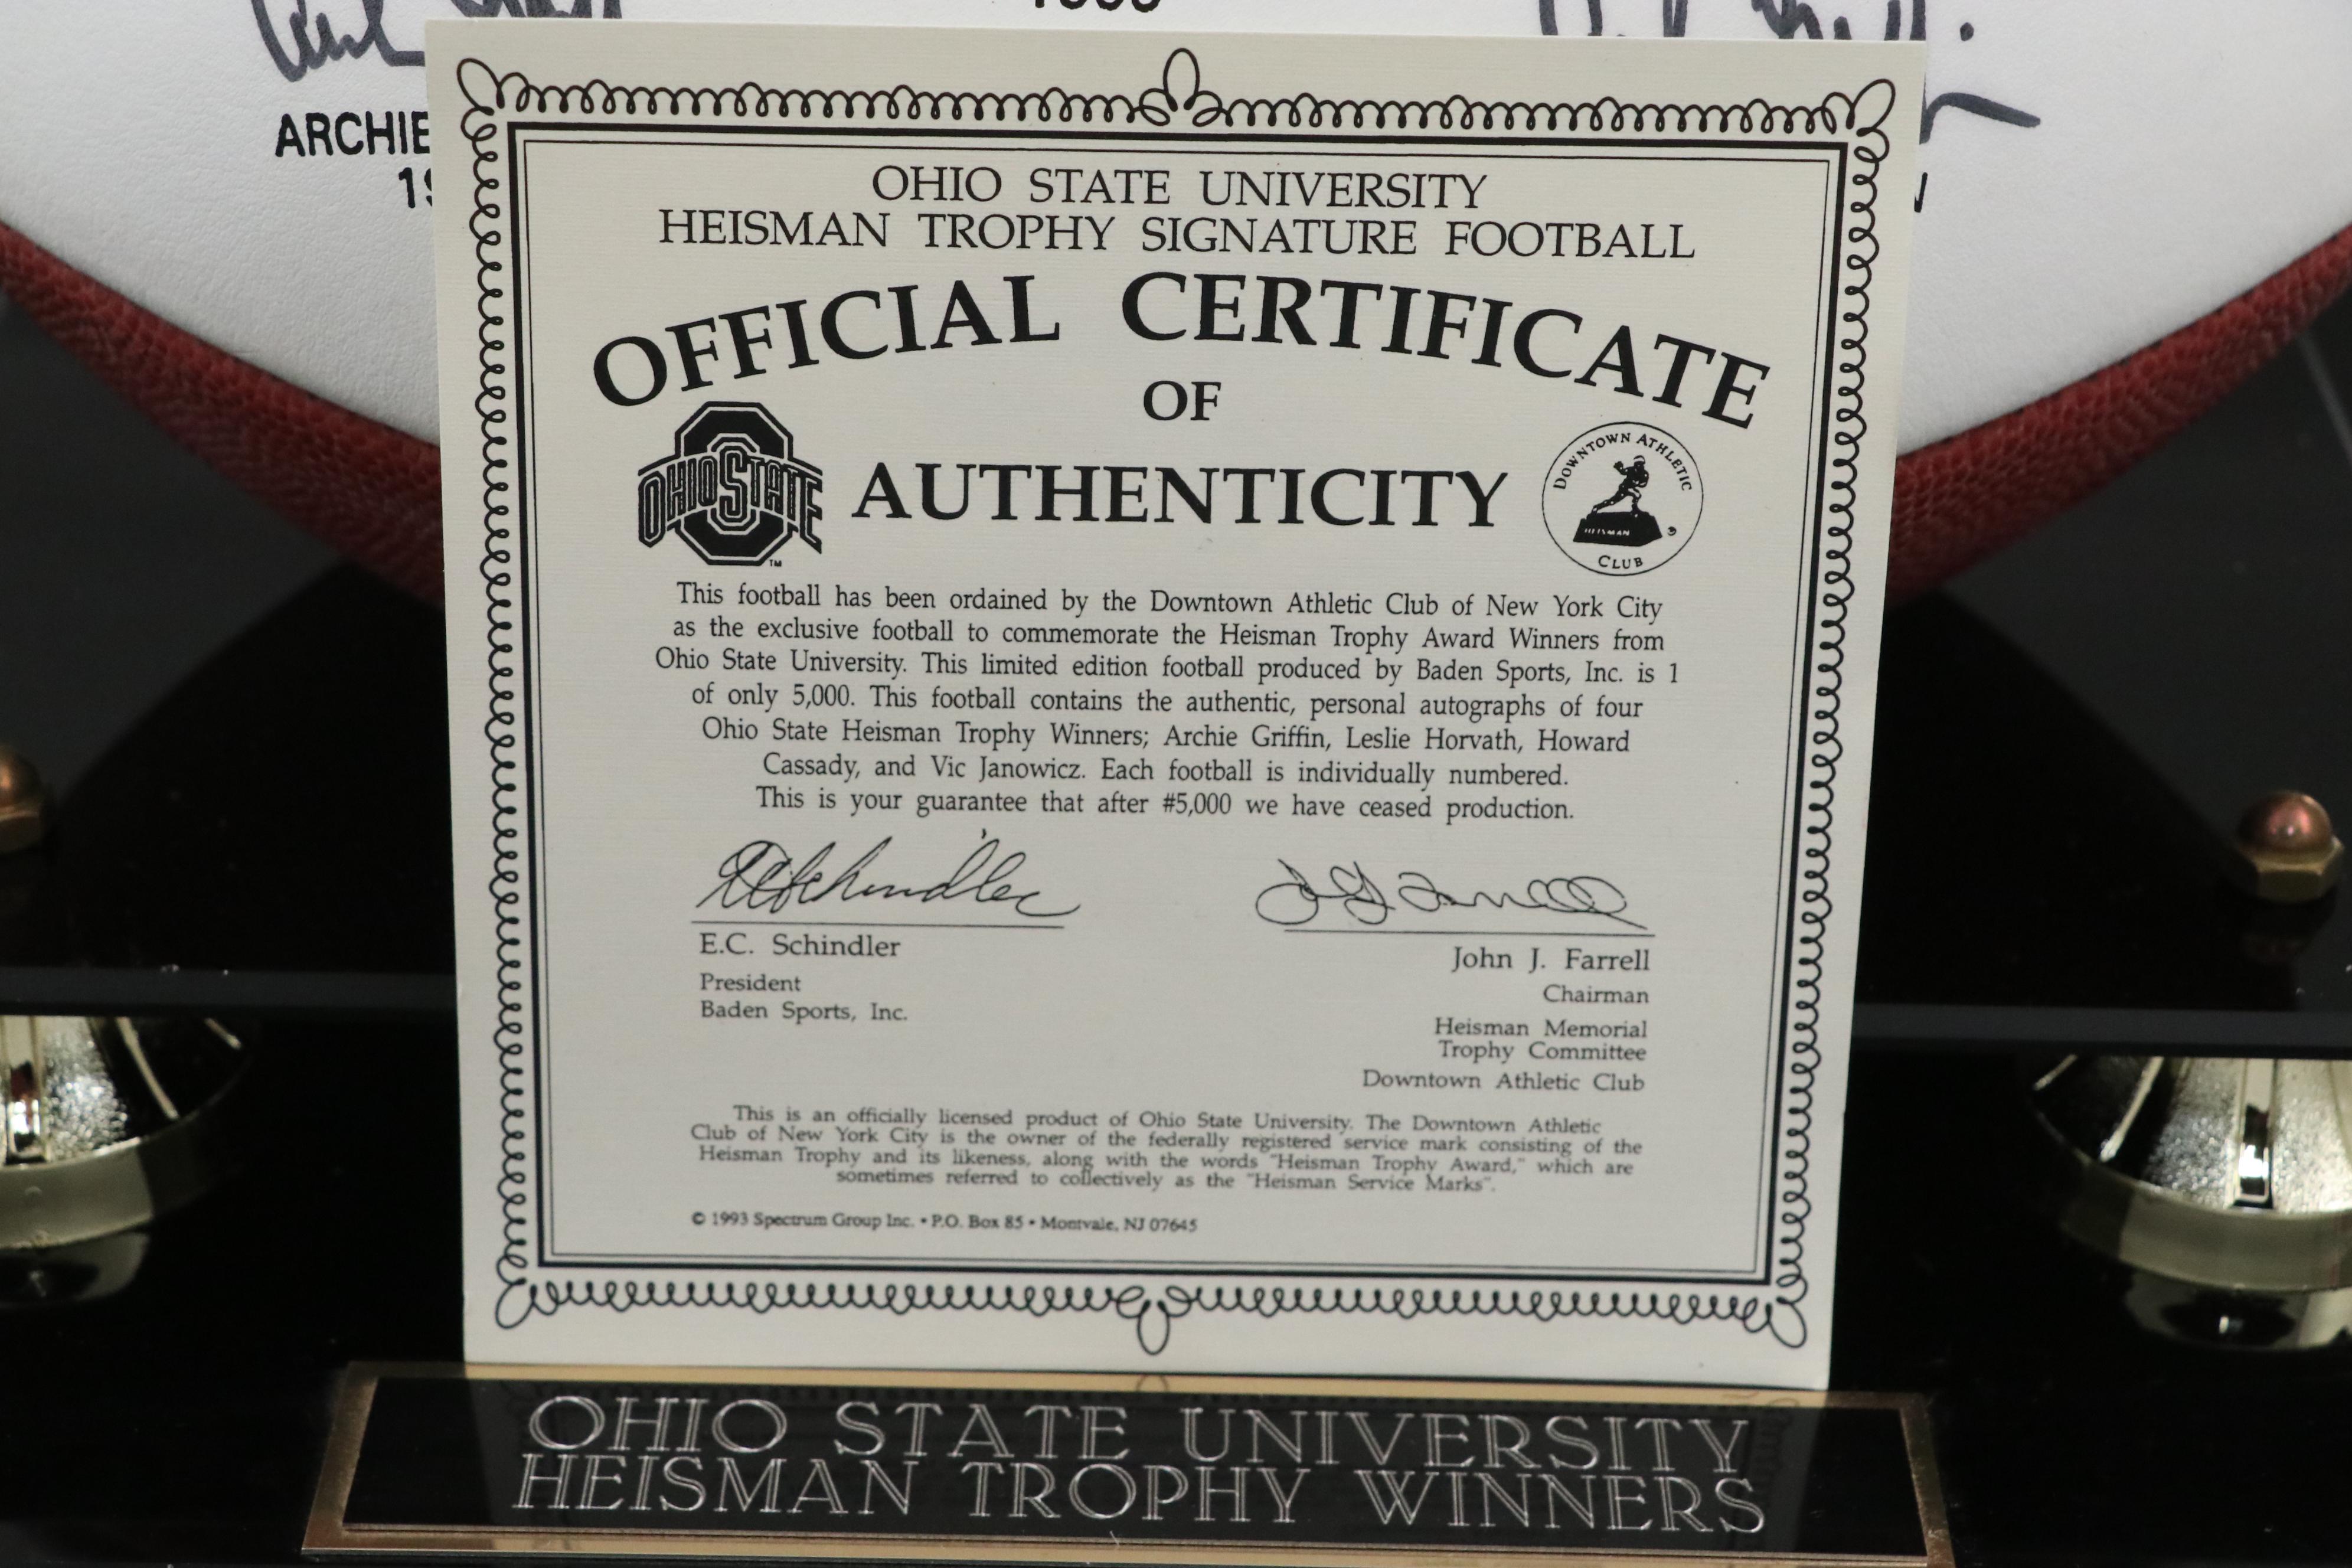 ARCHIE
OHIO STATE UNIVERSITY
HEISMAN TROPHY SIGNATURE FOOTBALL
OFFICIAL CERTIFICATE
OF
AUTHENTICITY
OHIO STATE
TM
DOWNTOWN ATHLETIC
HEISMAN
CLUB
This football has been ordained by the Downtown Athletic Club of New York City
as the exclusive football to commemorate the Heisman Trophy Award Winners from
Ohio State University. This limited edition football produced by Baden Sports, Inc. is 1
of only 5,000. This football contains the authentic, personal autographs of four
Ohio State Heisman Trophy Winners; Archie Griffin, Leslie Horvath, Howard
Cassady, and Vic Janowicz. Each football is individually numbered.
This is your guarantee that after #5,000 we have ceased production.
E.C. Schindler
President
Baden Sports, Inc.
John J. Farrell
Chairman
Heisman Memorial
Trophy Committee
Downtown Athletic Club
This is an officially licensed product of Ohio State University. The Downtown Athletic
Club of New York City is the owner of the federally registered service mark consisting of the
Heisman Trophy and its likeness, along with the words "Heisman Trophy Award," which are
sometimes referred to collectively as the "Heisman Service Marks".
© 1993 Spectrum Group Inc. • P.O. Box 85 • Montvale, NJ 07645
OHIO STATE UNIVERSITY
HEISMAN TROPHY WINNERS